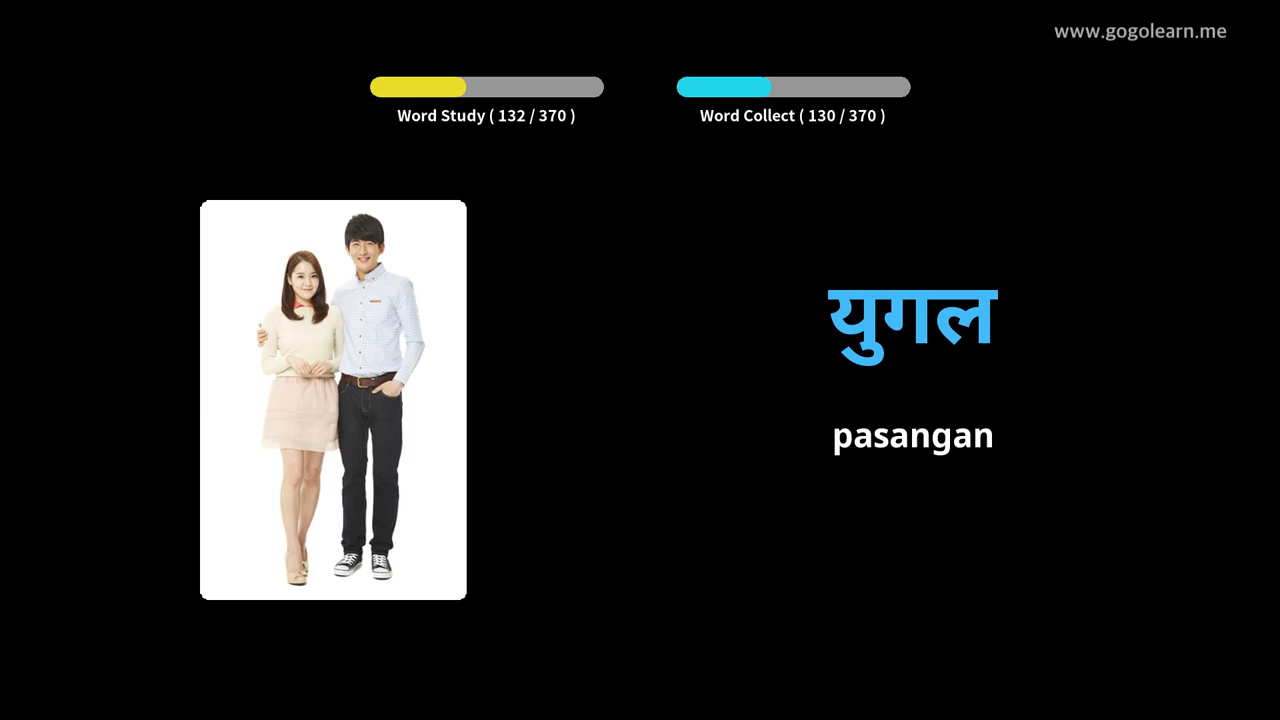 www.gogolearn.me
Word Study ( 132 / 370 )
Word Collect ( 130 / 370 )
युगल
pasangan